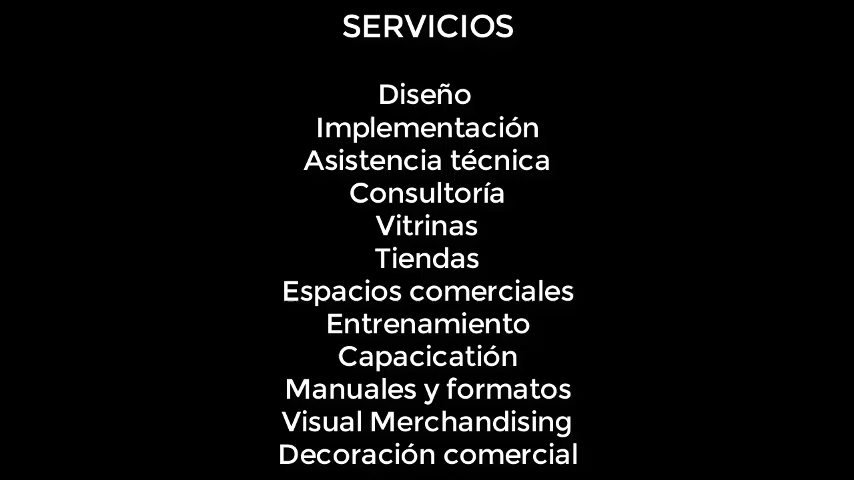 SERVICIOS
Diseño
Implementación
Asistencia técnica
Consultoría
Vitrinas
Tiendas
Espacios comerciales
Entrenamiento
Capacicatión
Manuales y formatos
Visual Merchandising
Decoración comercial